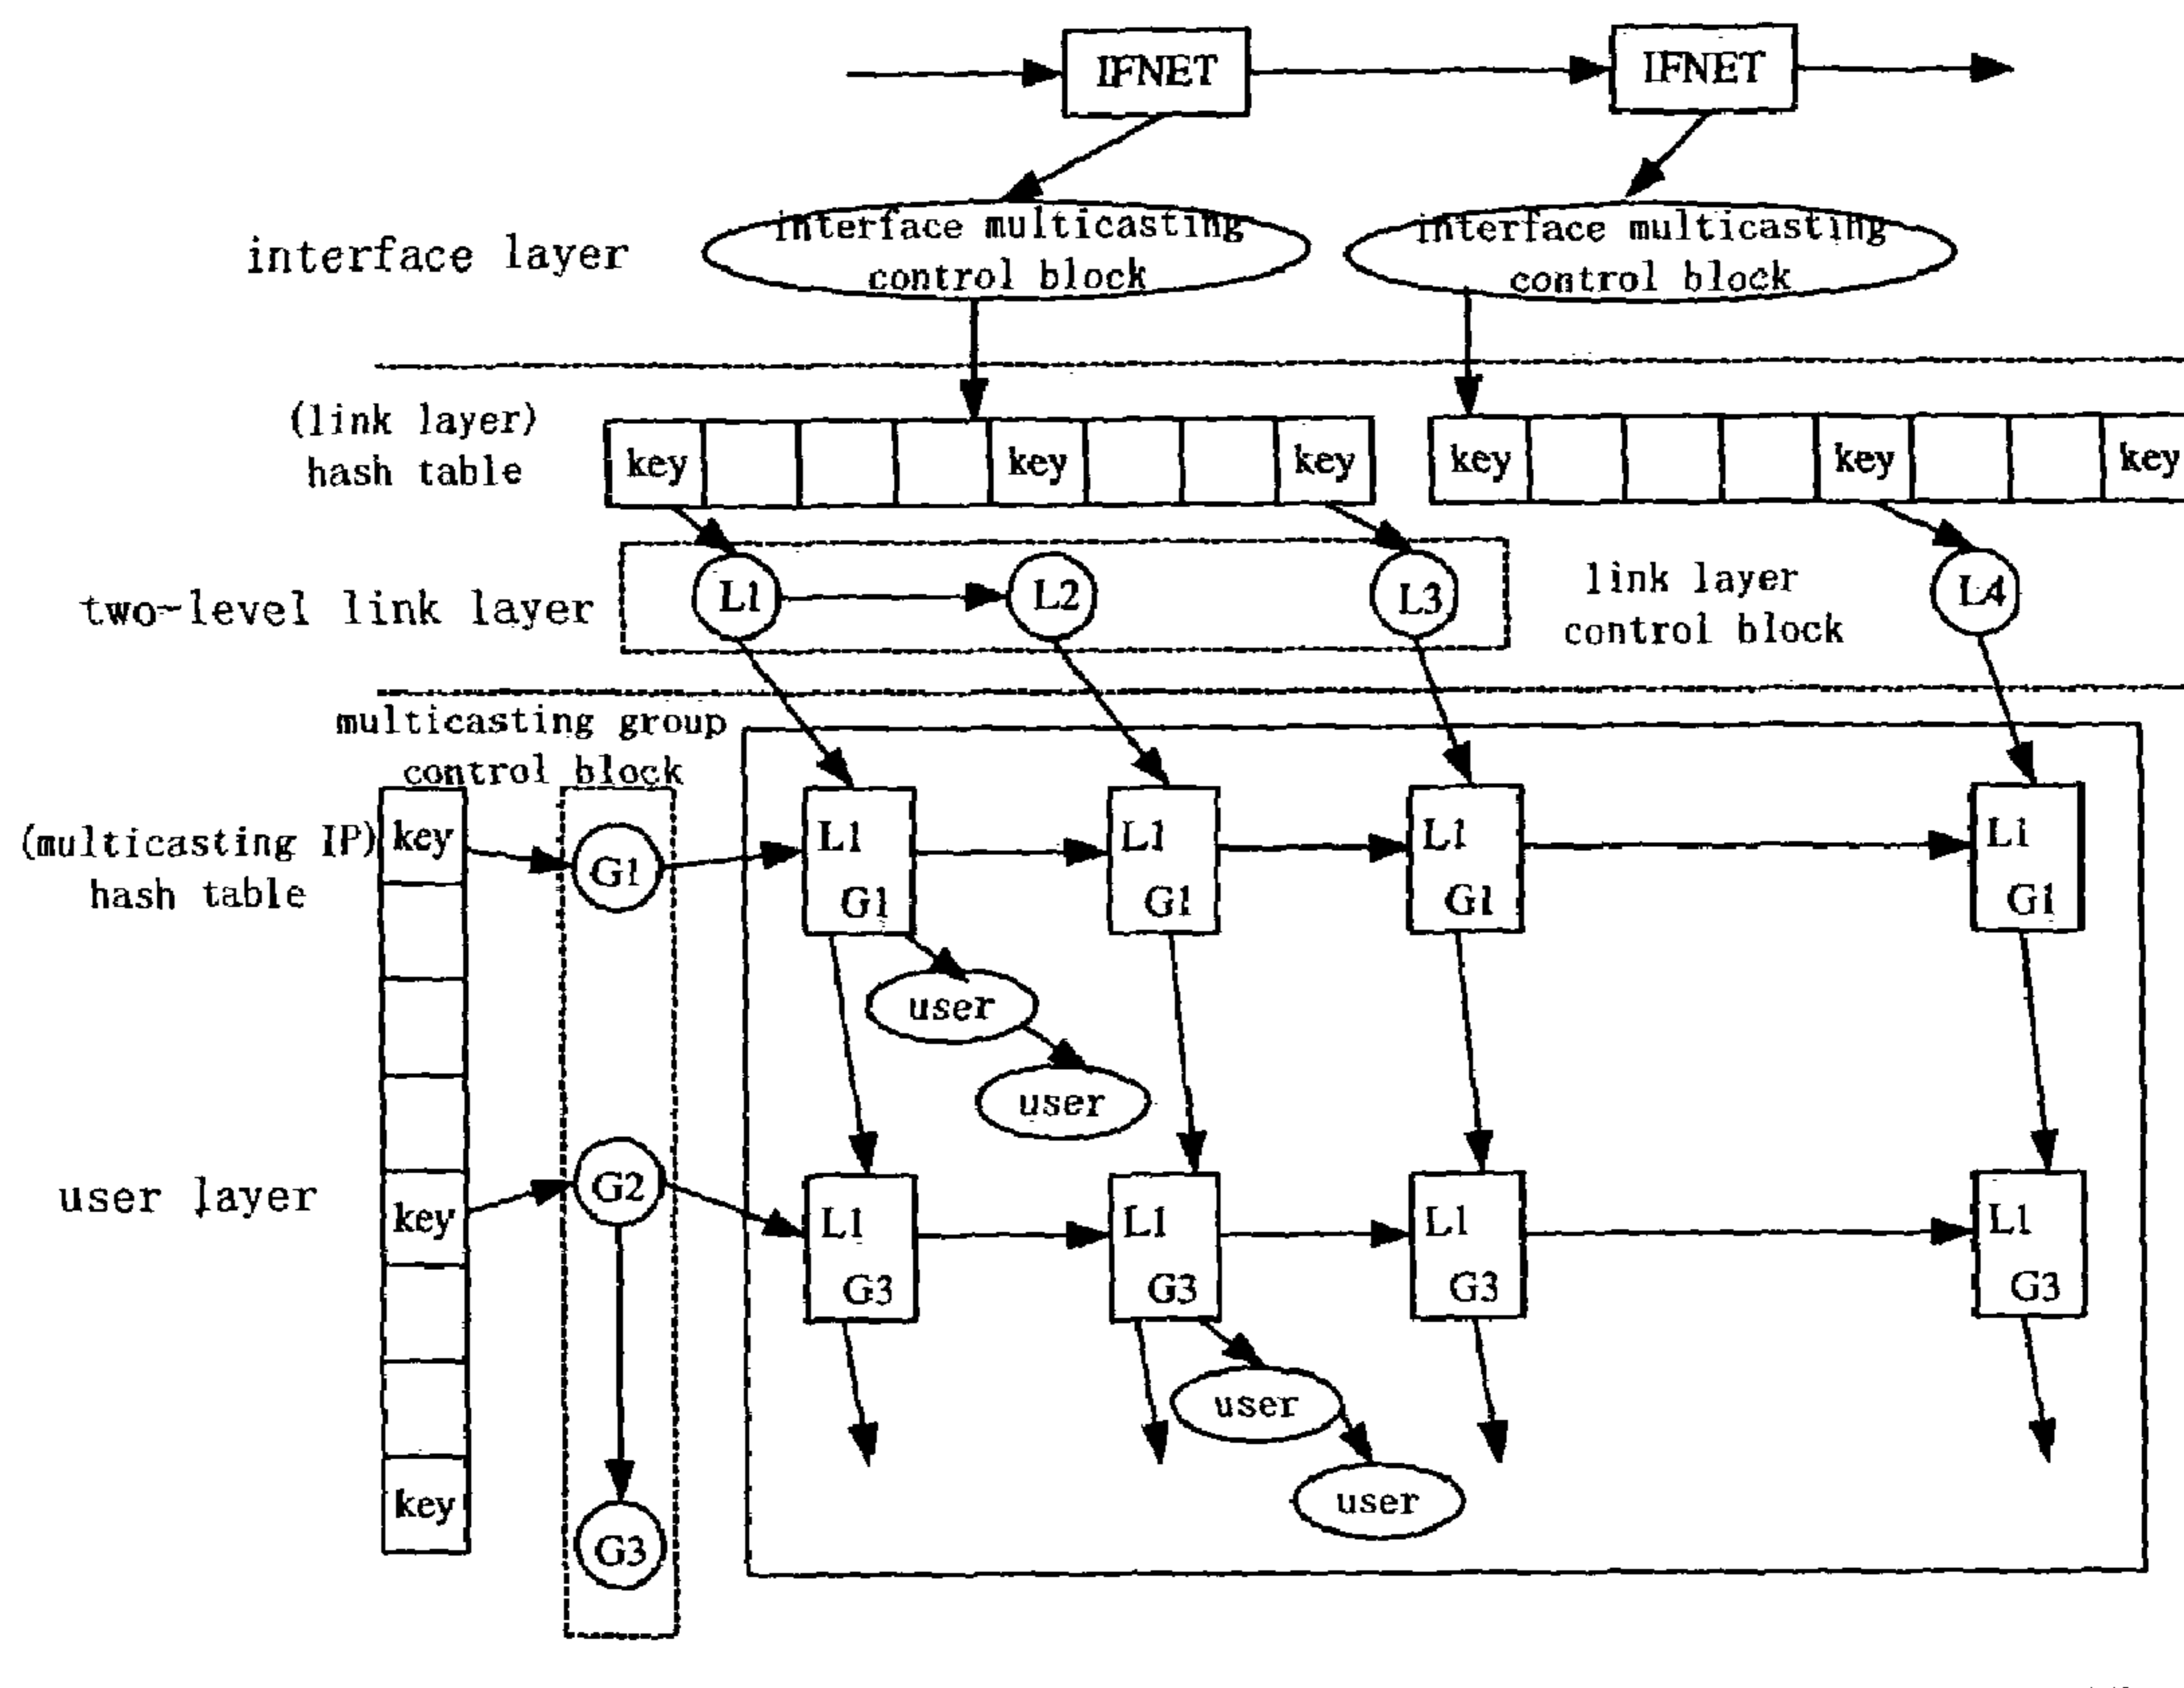 IFNET IFNET
interface layer
interface multicasting
control block
interface multicasting
control block
(link layer)
hash table
key key key key key key
two-level link layer
L1 L2 L3
link layer
control block
L4
multicasting group
control block
(multicasting IP)
hash table
key
G1
L1 L1 L1 L1
G1 G1 G1 G1
user
user
user layer
key
G2
L1 L1 L1 L1
G3 G3 G3 G3
user
user
key
G3